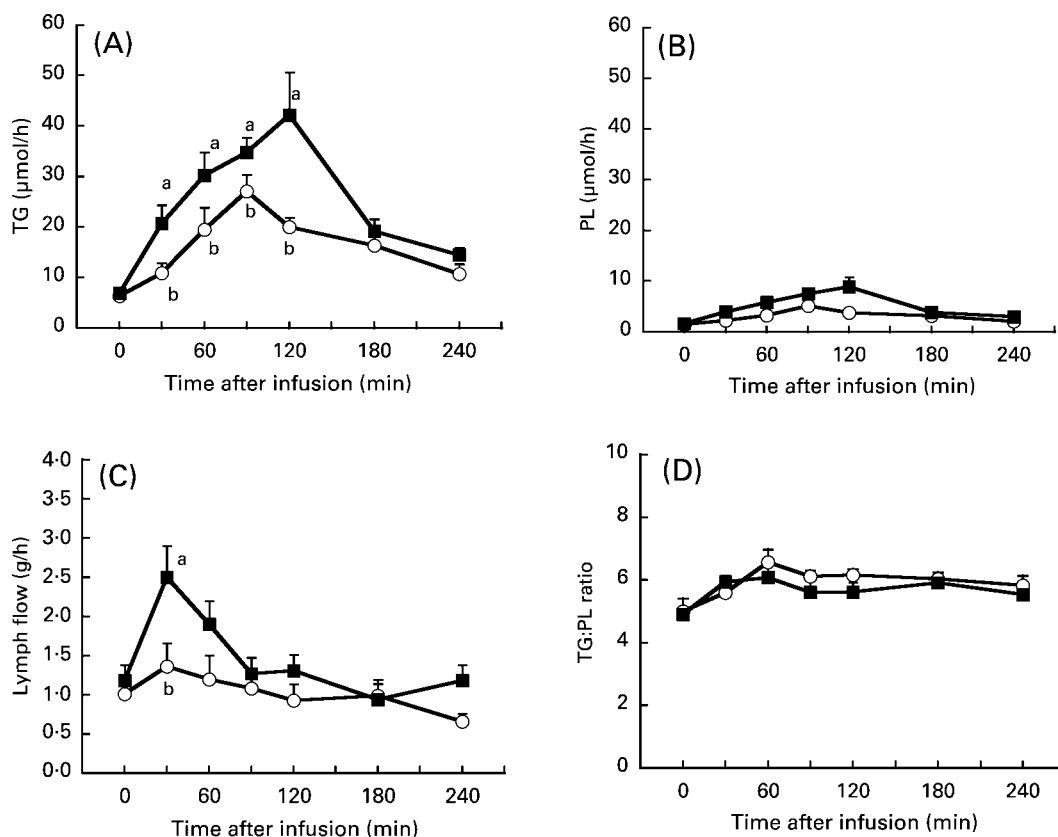 (A)
TG (µmol/h)
60
50
40
30
20
10
0
a
a
a
a
b
b
b
b
0 60 120 180 240
Time after infusion (min)
(B)
PL (µmol/h)
60
50
40
30
20
10
0
0 60 120 180 240
Time after infusion (min)
(C)
Lymph flow (g/h)
4·0
3·5
3·0
2·5
2·0
1·5
1·0
0·5
0·0
a
b
0 60 120 180 240
Time after infusion (min)
(D)
TG:PL ratio
10
8
6
4
2
0
0 60 120 180 240
Time after infusion (min)